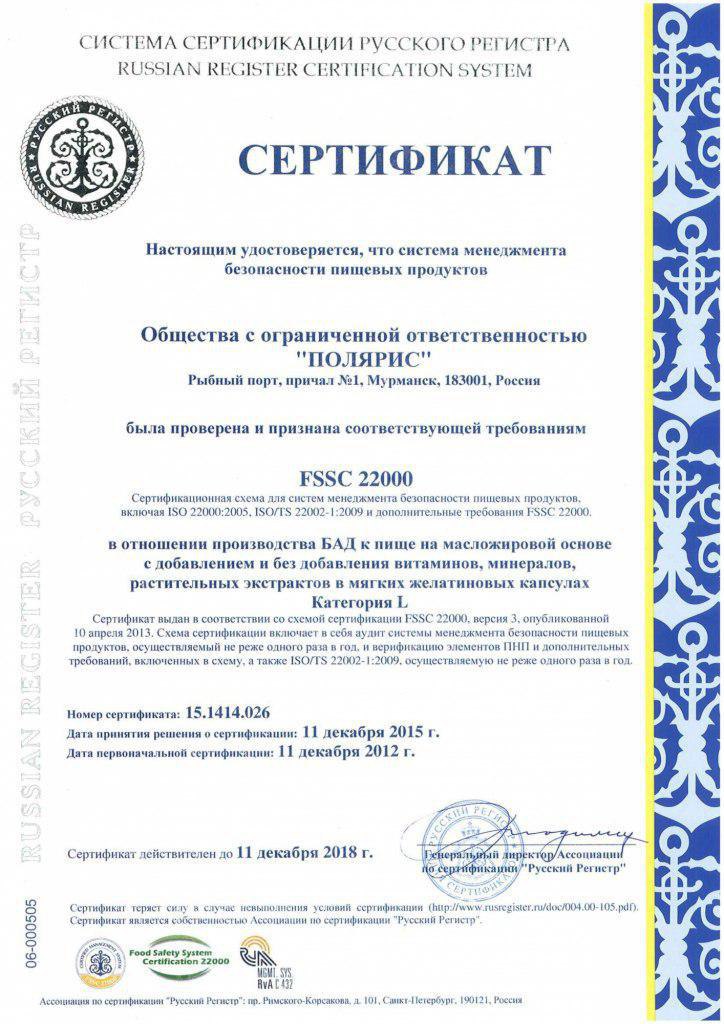 СИСТЕМА СЕРТИФИКАЦИИ РУССКОГО РЕГИСТРА
RUSSIAN REGISTER CERTIFICATION SYSTEM
РУССКИЙ РЕГИСТР
RUSSIAN REGISTER
СЕРТИФИКАТ
Настоящим удостоверяется, что система менеджмента
безопасности пищевых продуктов
Общества с ограниченной ответственностью
"ПОЛЯРИС"
Рыбный порт, причал №1, Мурманск, 183001, Россия
была проверена и признана соответствующей требованиям
FSSC 22000
Сертификационная схема для систем менеджмента безопасности пищевых продуктов,
включая ISO 22000:2005, ISO/TS 22002-1:2009 и дополнительные требования FSSC 22000.
в отношении производства БАД к пище на масложировой основе
с добавлением и без добавления витаминов, минералов,
растительных экстрактов в мягких желатиновых капсулах
Категория L
Сертификат выдан в соответствии со схемой сертификации FSSC 22000, версия 3, опубликованной
10 апреля 2013. Схема сертификации включает в себя аудит системы менеджмента безопасности пищевых
продуктов, осуществляемый не реже одного раза в год, и верификацию элементов ПНП и дополнительных
требований, включенных в схему, а также ISO/TS 22002-1:2009, осуществляемую не реже одного раза в год.
Номер сертификата: 15.1414.026
Дата принятия решения о сертификации: 11 декабря 2015 г.
Дата первоначальной сертификации: 11 декабря 2012 г.
RUSSIAN REGISTER РУССКИЙ РЕГИСТР
Сертификат действителен до 11 декабря 2018 г.
Генеральный директор Ассоциации
по сертификации "Русский Регистр"
Сертификат теряет силу в случае невыполнения условий сертификации (http://www.rusregister.ru/doc/004.00-105.pdf).
Сертификат является собственностью Ассоциации по сертификации "Русский Регистр".
06-000505
Food Safety System
Certification 22000
MGMT. SYS.
RvA C 432
Ассоциация по сертификации "Русский Регистр": пр. Римского-Корсакова, д. 101, Санкт-Петербург, 190121, Россия